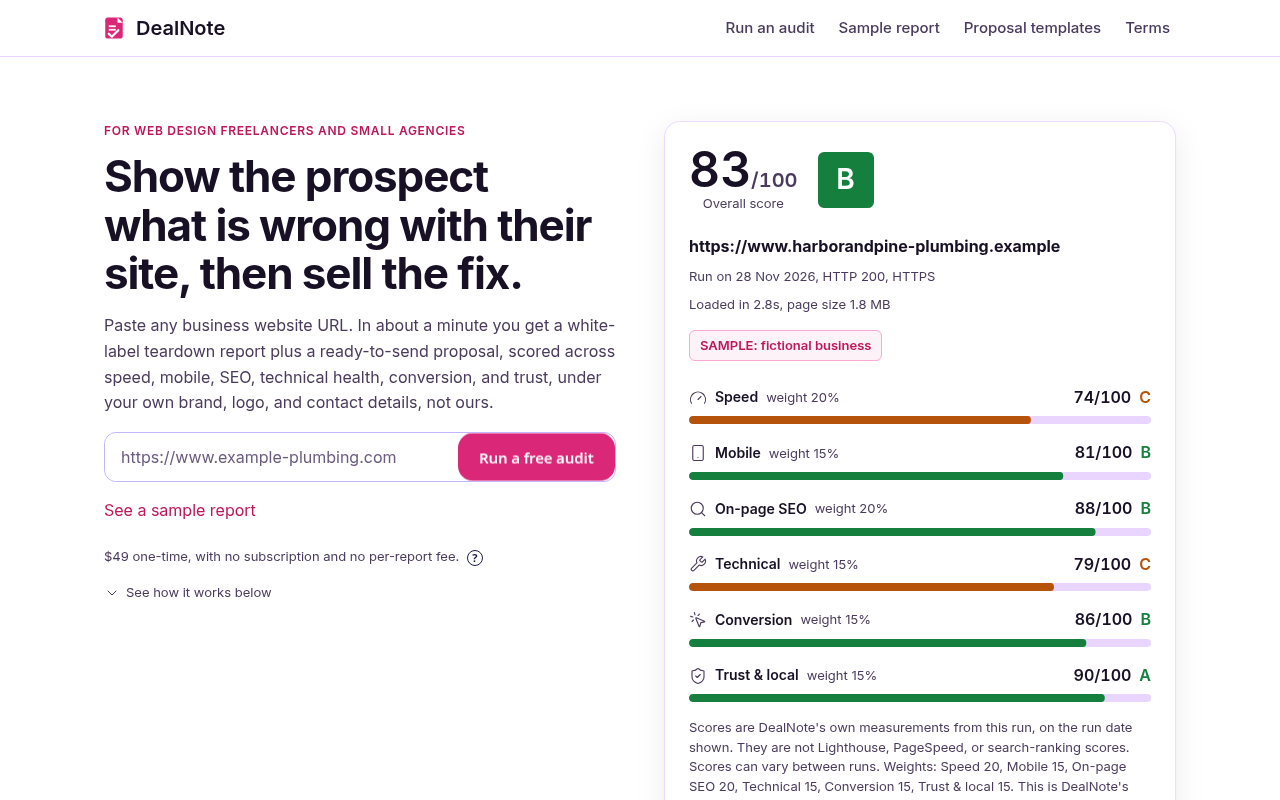 DealNote
Run an audit
Sample report
Proposal templates
Terms
FOR WEB DESIGN FREELANCERS AND SMALL AGENCIES
Show the prospect
what is wrong with their
site, then sell the fix.
Paste any business website URL. In about a minute you get a white-
label teardown report plus a ready-to-send proposal, scored across
speed, mobile, SEO, technical health, conversion, and trust, under
your own brand, logo, and contact details, not ours.
https://www.example-plumbing.com
Run a free audit
See a sample report
$49 one-time, with no subscription and no per-report fee. ?
See how it works below
83/100 B
Overall score
https://www.harborandpine-plumbing.example
Run on 28 Nov 2026, HTTP 200, HTTPS
Loaded in 2.8s, page size 1.8 MB
SAMPLE: fictional business
Speed weight 20% 74/100 C
Mobile weight 15% 81/100 B
On-page SEO weight 20% 88/100 B
Technical weight 15% 79/100 C
Conversion weight 15% 86/100 B
Trust & local weight 15% 90/100 A
Scores are DealNote's own measurements from this run, on the run date
shown. They are not Lighthouse, PageSpeed, or search-ranking scores.
Scores can vary between runs. Weights: Speed 20, Mobile 15, On-page
SEO 20, Technical 15, Conversion 15, Trust & local 15. This is DealNote's